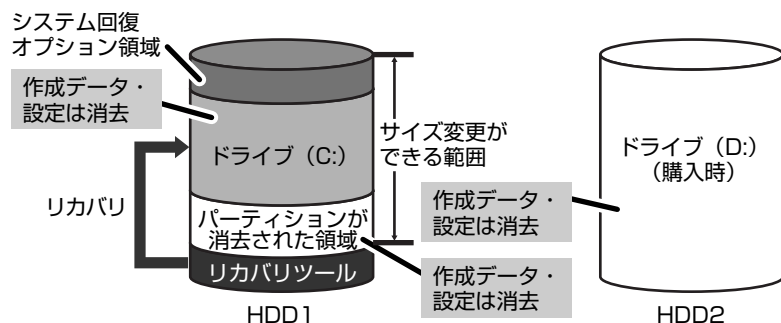 システム回復
オプション領域
作成データ・
設定は消去
ドライブ（C:）
サイズ変更が
できる範囲
リカバリ
パーティションが
消去された領域
リカバリツール
作成データ・
設定は消去
HDD1
ドライブ（D:）
（購入時）
作成データ・
設定は消去
HDD2